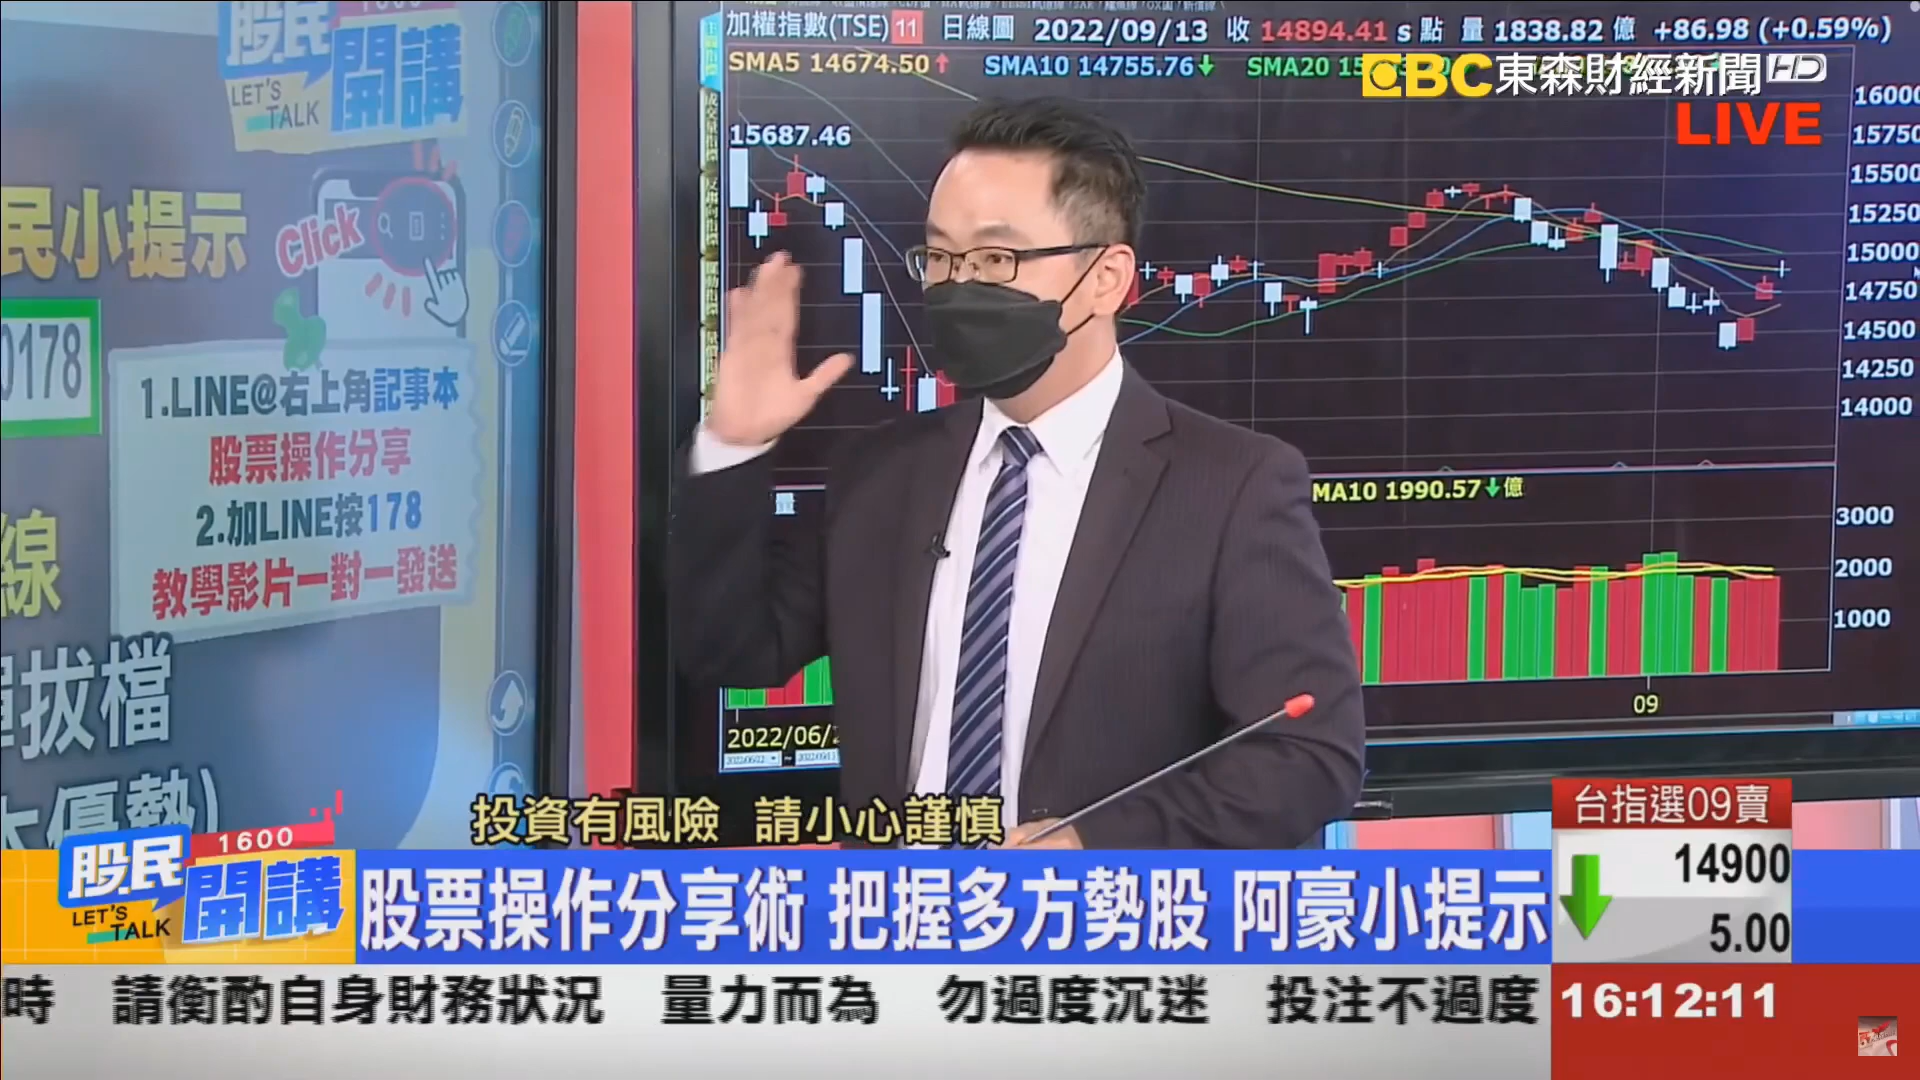 股民
開講
LET'S
TALK
民小提示
Click
0178
1.LINE@右上角記事本
股票操作分享
2.加LINE按178
教學影片一對一發送
線
單拔檔
大優勢)
加權指數(TSE) 11 日線圖 2022/09/13 收 14894.41 s 點 量 1838.82 億 +86.98 (+0.59%)
SMA5 14674.50 SMA10 14755.76 SMA20
EBC 東森財經新聞 HD
LIVE
15687.46
16000
15750
15500
15250
15000
14750
14500
14250
14000
量
MA10 1990.57 億
3000
2000
1000
2022/06/
09
投資有風險 請小心謹慎
股民 1600
開講
LET'S
TALK
股票操作分享術 把握多方勢股 阿豪小提示
台指選09賣
14900
5.00
時 請衡酌自身財務狀況 量力而為 勿過度沉迷 投注不過度
16:12:11